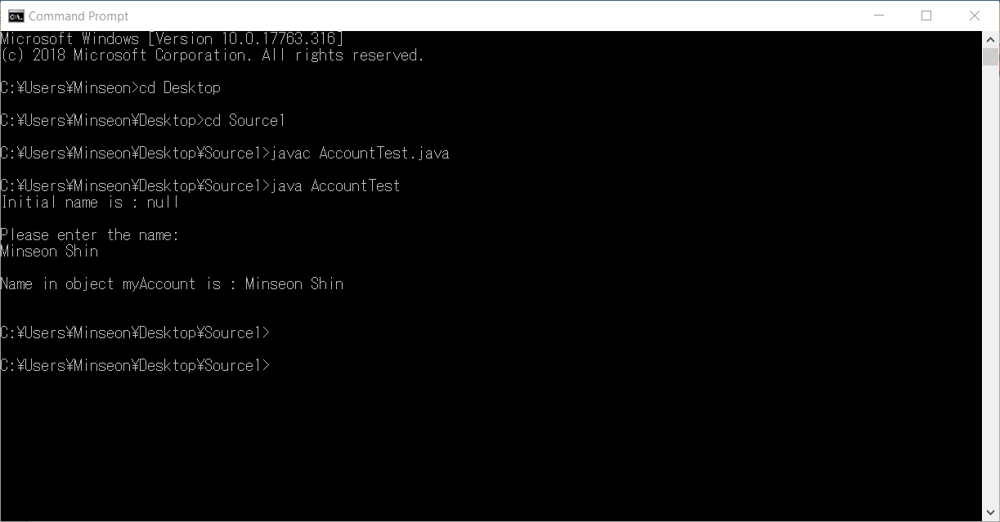 Command Prompt
Microsoft Windows [Version 10.0.17763.316]
(c) 2018 Microsoft Corporation. All rights reserved.
C:¥Users¥Minseon>cd Desktop
C:¥Users¥Minseon¥Desktop>cd Source1
C:¥Users¥Minseon¥Desktop¥Source1>javac AccountTest.java
C:¥Users¥Minseon¥Desktop¥Source1>java AccountTest
Initial name is : null
Please enter the name:
Minseon Shin
Name in object myAccount is : Minseon Shin
C:¥Users¥Minseon¥Desktop¥Source1>
C:¥Users¥Minseon¥Desktop¥Source1>